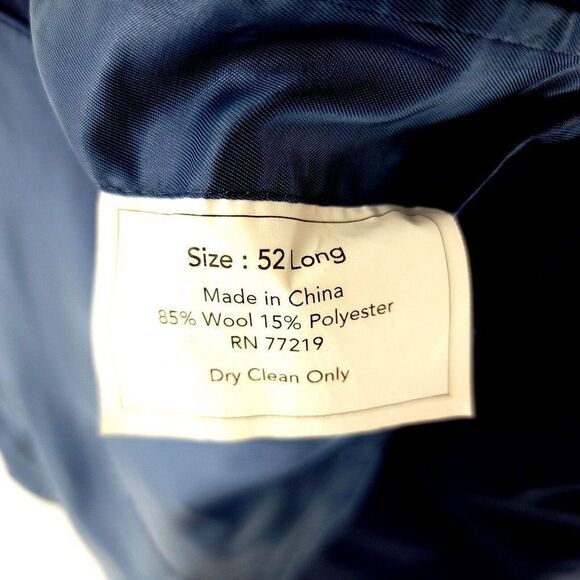 Size : 52 Long
Made in China
85% Wool 15% Polyester
RN 77219
Dry Clean Only